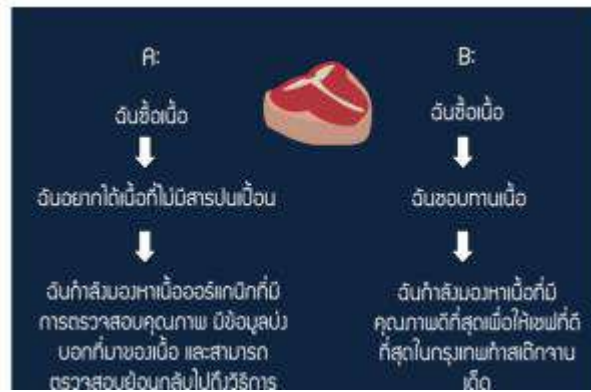 A:
ฉันซื้อเนื้อ
ฉันอยากได้เนื้อที่ไม่มีสารปนเปื้อน
ฉันกำลังมองหาเนื้อออร์แกนิกที่มี
การตรวจสอบคุณภาพ มีข้อมูลบ่ง
บอกที่มาของเนื้อ และสามารถ
ตรวจสอบย้อนกลับไปถึงวิธีการ
B:
ฉันซื้อเนื้อ
ฉันชอบทานเนื้อ
ฉันกำลังมองหาเนื้อที่มี
คุณภาพดีที่สุดเพื่อให้เชฟที่ดี
ที่สุดในกรุงเทพทำสเต็กจาน
เด็ด